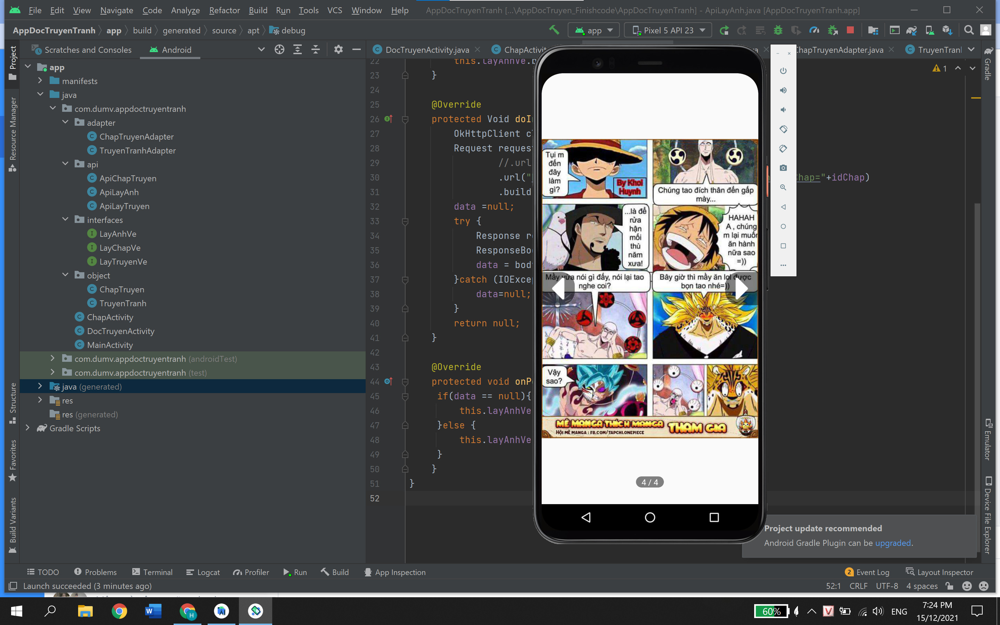 File Edit View Navigate Code Analyze Refactor Build Run Tools VCS Window Help AppDocTruyenTranh [...\AppDocTruyen_Finishcode\AppDocTruyenTranh] - ApiLayAnh.java [AppDocTruyenTranh.app]
AppDocTruyenTranh app build generated source apt debug
app Pixel 5 API 23
Scratches and Consoles Android
DocTruyenActivity.java ChapActivit ChapTruyenAdapter.java TruyenTranl
Project
Resource Manager
Structure
Favorites
Build Variants
app
manifests
java
com.dumv.appdoctruyentranh
adapter
ChapTruyenAdapter
TruyenTranhAdapter
api
ApiChapTruyen
ApiLayAnh
ApiLayTruyen
interfaces
LayAnhVe
LayChapVe
LayTruyenVe
object
ChapTruyen
TruyenTranh
ChapActivity
DocTruyenActivity
MainActivity
com.dumv.appdoctruyentranh (androidTest)
com.dumv.appdoctruyentranh (test)
java (generated)
res
res (generated)
Gradle Scripts
22 this.layAnhVe.b
23 }
24
25 @Override
26 protected Void doI
27 OkHttpClient c
28 Request reques
29 //.url
30 .url(" Chap="+idChap)
31 .build
32 data =null;
33 try {
34 Response r
35 ResponseBo
36 data = bod
37 }catch (IOExce
38 data=null;
39 }
40 return null;
41 }
42
43 @Override
44 protected void onP
45 if(data == null){
46 this.layAnhVe
47 }else {
48 this.layAnhVe
49 }
50 }
51 }
52
1
Tụi m
đến
đây
làm
gì?
By Khoi
Huynh
Chúng tao đích thân đến gấp
mày...
...là để
rửa
hận
mối
thù
năm
xưa!
HAHAH
A , chúng
m lại muốn
ăn hành
nữa sao
=))
Mầy vừa nói gì đấy, nói lại tao
nghe coi?
Bây giờ thì mầy ăn lol được
bọn tao nhé=))
Vậy
sao?
MÊ MANGA THÍCH MANGA THAM GIA
HỘI MÊ MANGA : FB.COM/TAPCHI.ONEPIECE
4 / 4
Gradle
Emulator
Device File Explorer
Project update recommended
Android Gradle Plugin can be upgraded.
TODO Problems Terminal Logcat Profiler Run Build App Inspection 2 Event Log Layout Inspector
Launch succeeded (3 minutes ago) 52:1 CRLF UTF-8 4 spaces
60% ENG 7:24 PM
15/12/2021